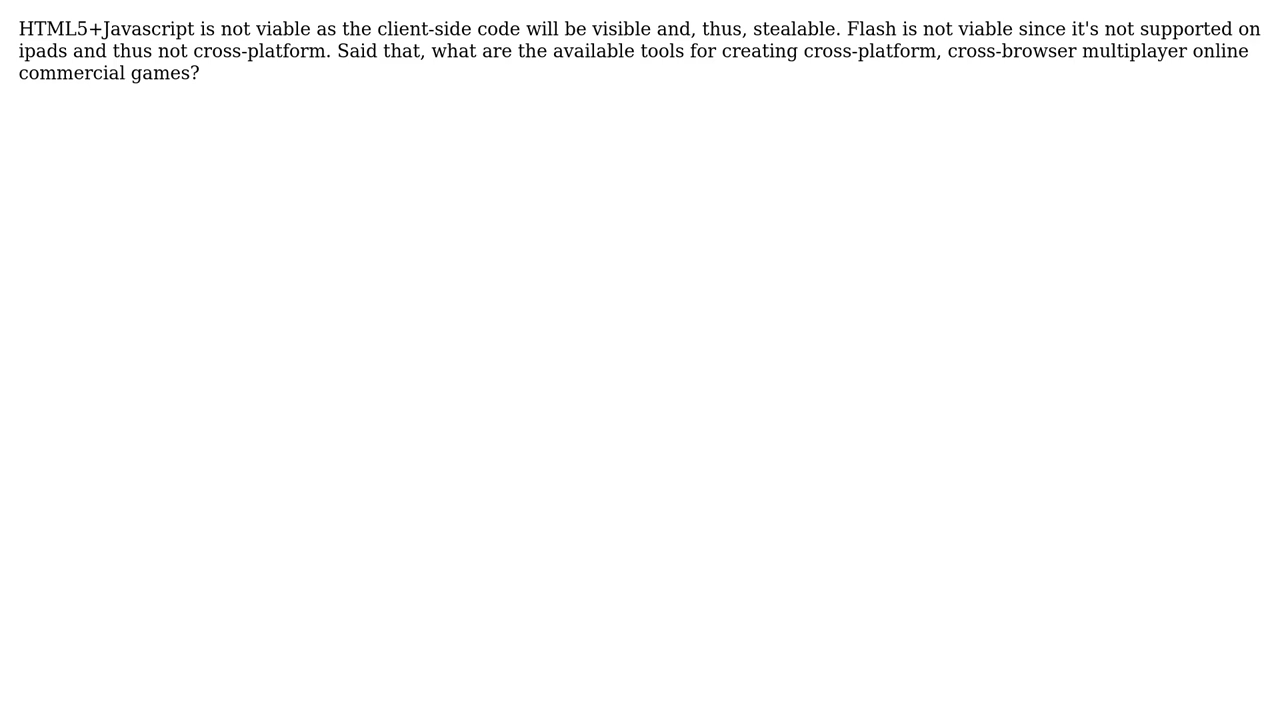 HTML5+Javascript is not viable as the client-side code will be visible and, thus, stealable. Flash is not viable since it's not supported on
ipads and thus not cross-platform. Said that, what are the available tools for creating cross-platform, cross-browser multiplayer online
commercial games?